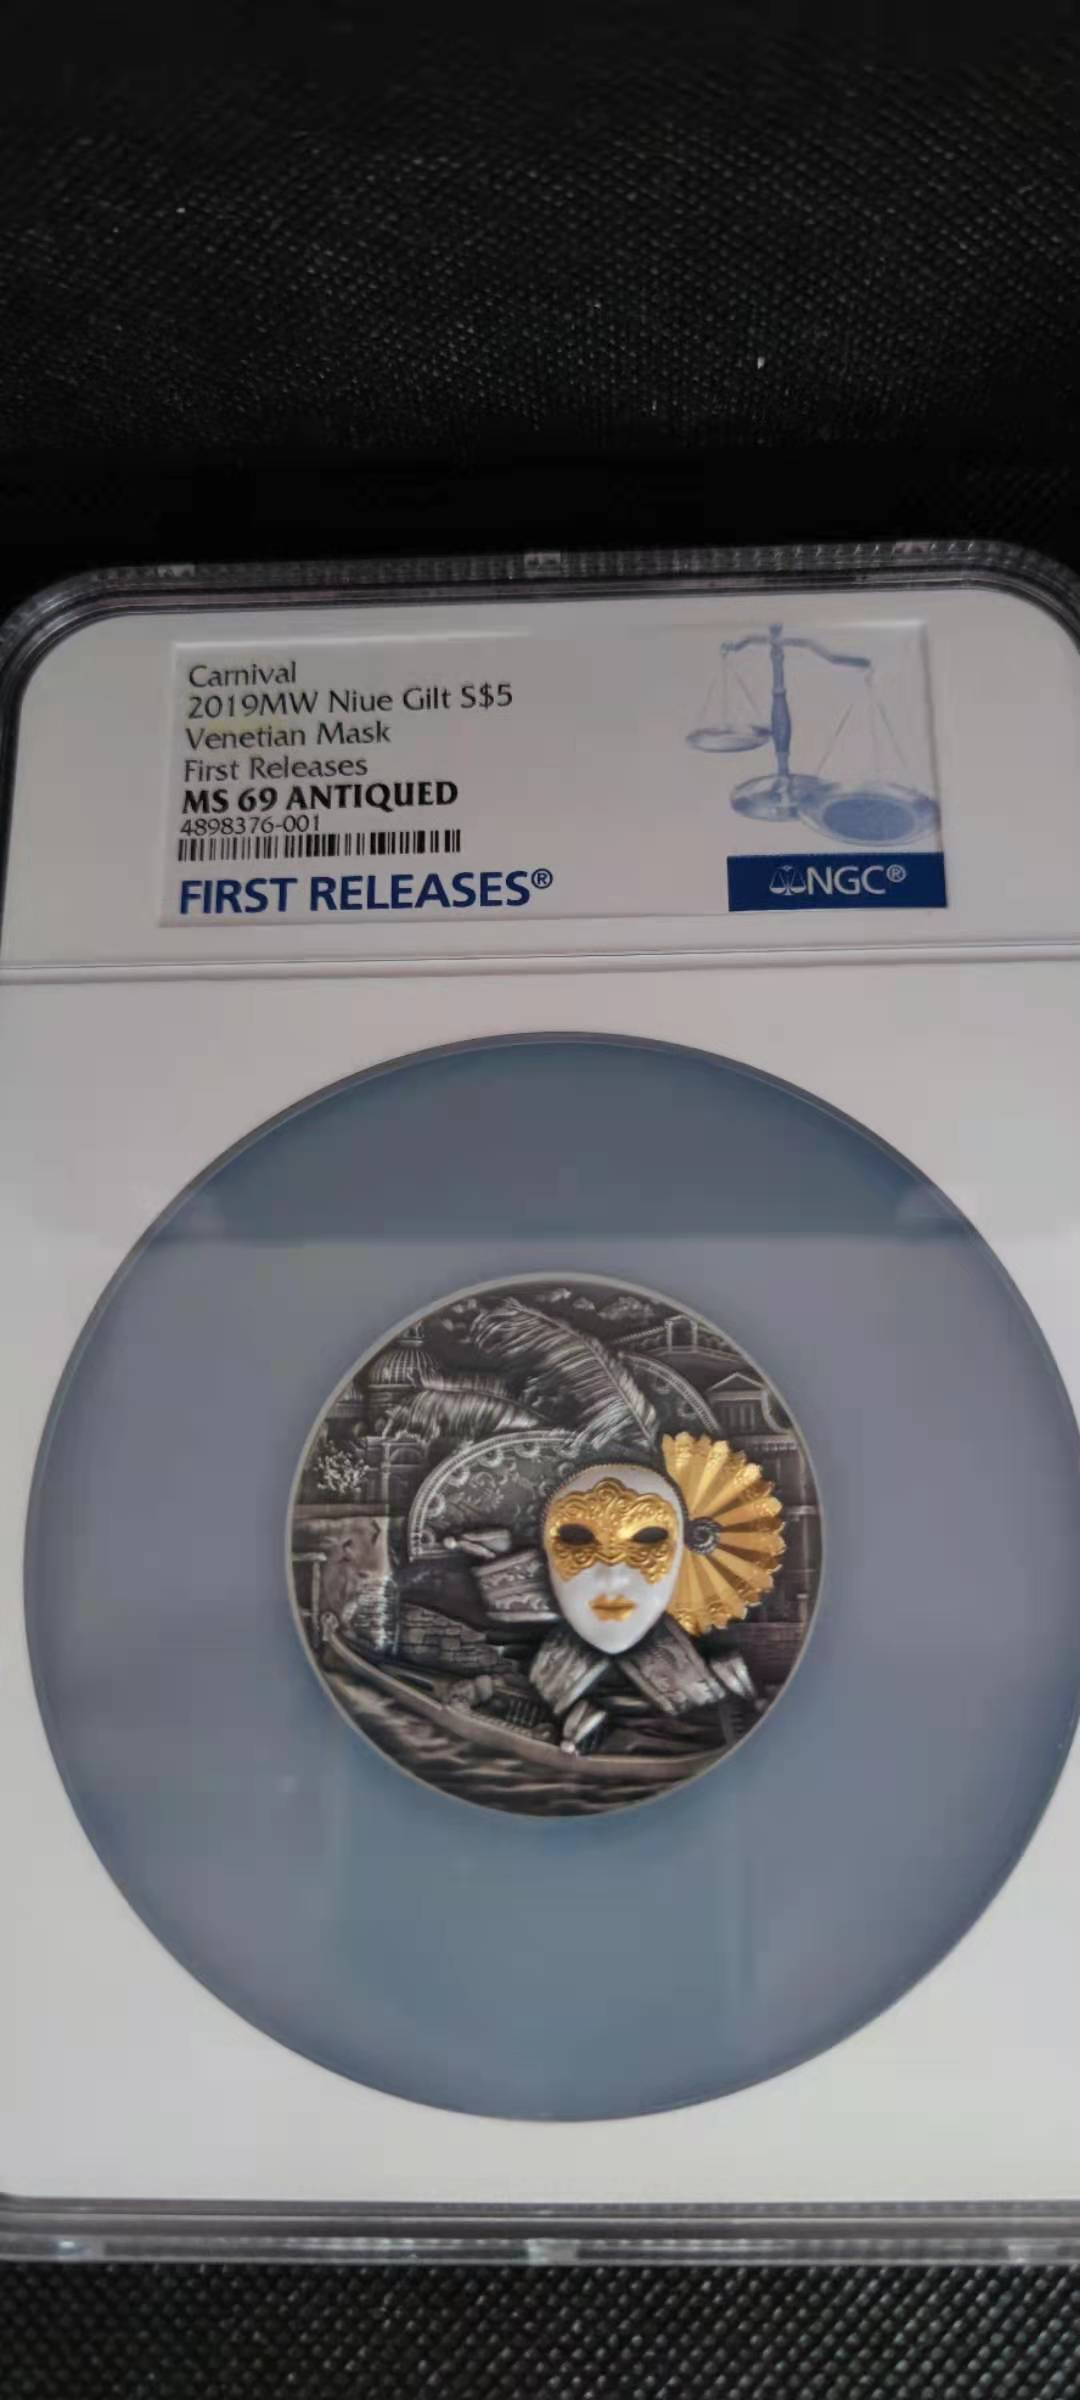 Carnival
2019MW Niue Gilt S$5
Venetian Mask
First Releases
MS 69 ANTIQUED
4898376-001
FIRST RELEASES®
NGC®